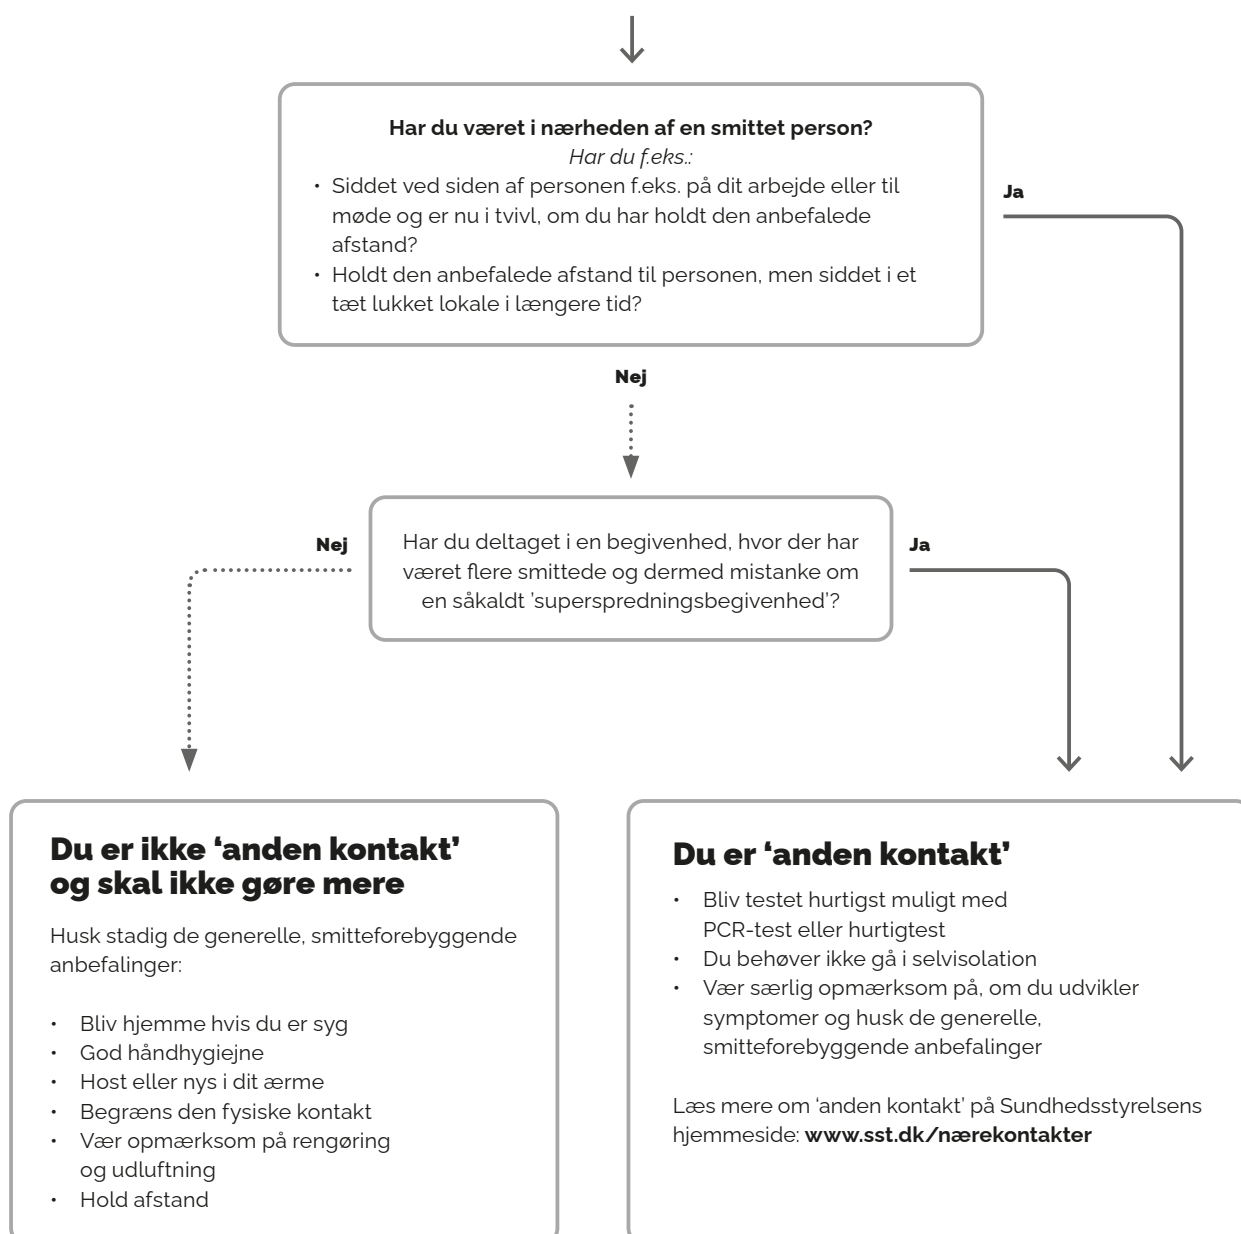 Har du været i nærheden af en smittet person?
Har du f.eks.:
• Siddet ved siden af personen f.eks. på dit arbejde eller til
møde og er nu i tvivl, om du har holdt den anbefalede
afstand?
• Holdt den anbefalede afstand til personen, men siddet i et
tæt lukket lokale i længere tid?
Ja
Nej
Nej
Har du deltaget i en begivenhed, hvor der har
været flere smittede og dermed mistanke om
en såkaldt ’superspredningsbegivenhed’?
Ja
Du er ikke ‘anden kontakt’
og skal ikke gøre mere
Husk stadig de generelle, smitteforebyggende
anbefalinger:
• Bliv hjemme hvis du er syg
• God håndhygiejne
• Host eller nys i dit ærme
• Begræns den fysiske kontakt
• Vær opmærksom på rengøring
og udluftning
• Hold afstand
Du er ‘anden kontakt’
• Bliv testet hurtigst muligt med
PCR-test eller hurtigtest
• Du behøver ikke gå i selvisolation
• Vær særlig opmærksom på, om du udvikler
symptomer og husk de generelle,
smitteforebyggende anbefalinger
Læs mere om ‘anden kontakt’ på Sundhedsstyrelsens
hjemmeside: www.sst.dk/nærekontakter